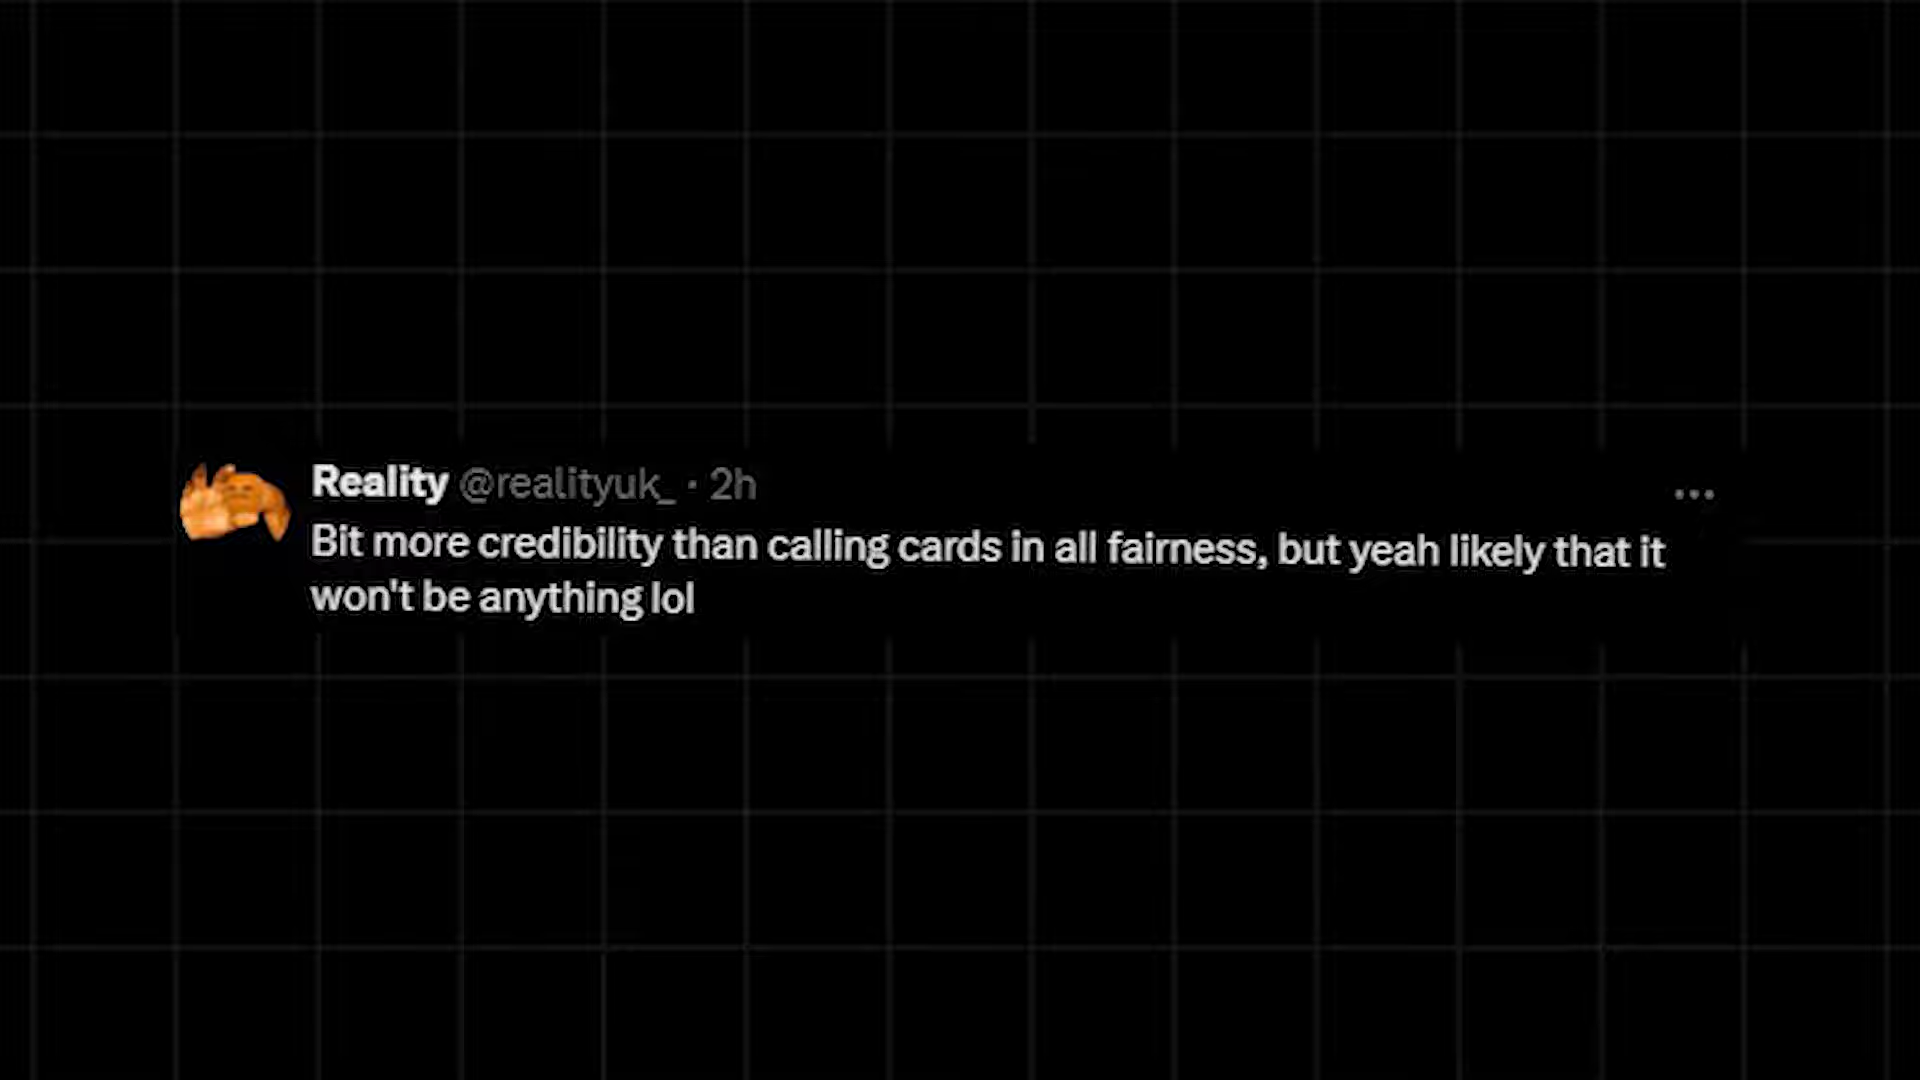 Reality @realityuk_ · 2h
Bit more credibility than calling cards in all fairness, but yeah likely that it
won't be anything lol